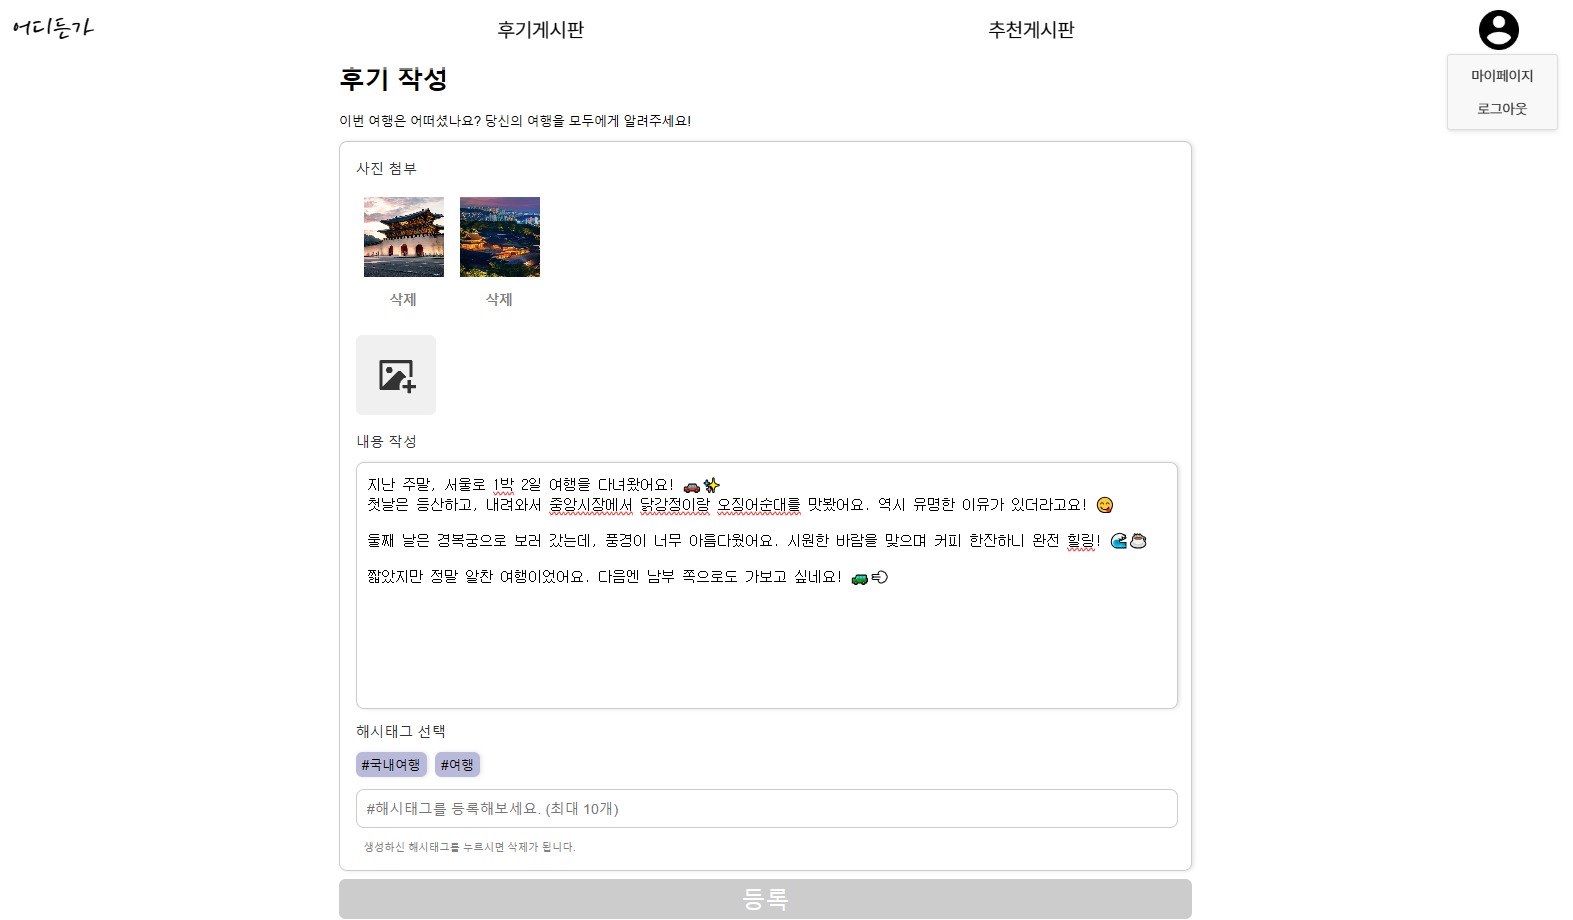 어디든가
후기게시판
추천게시판
마이페이지
로그아웃
후기 작성
이번 여행은 어떠셨나요? 당신의 여행을 모두에게 알려주세요!
사진 첨부
삭제
삭제
내용 작성
지난 주말, 서울로 1박 2일 여행을 다녀왔어요! 🚗✨
첫날은 등산하고, 내려와서 중앙시장에서 닭강정이랑 오징어순대를 맛봤어요. 역시 유명한 이유가 있더라고요! 😋
둘째 날은 경복궁으로 보러 갔는데, 풍경이 너무 아름다웠어요. 시원한 바람을 맞으며 커피 한잔하니 완전 힐링! 🌊☕
짧았지만 정말 알찬 여행이었어요. 다음엔 남부 쪽으로도 가보고 싶네요! 🚙💨
해시태그 선택
#국내여행 #여행
#해시태그를 등록해보세요. (최대 10개)
생성하신 해시태그를 누르시면 삭제가 됩니다.
등록